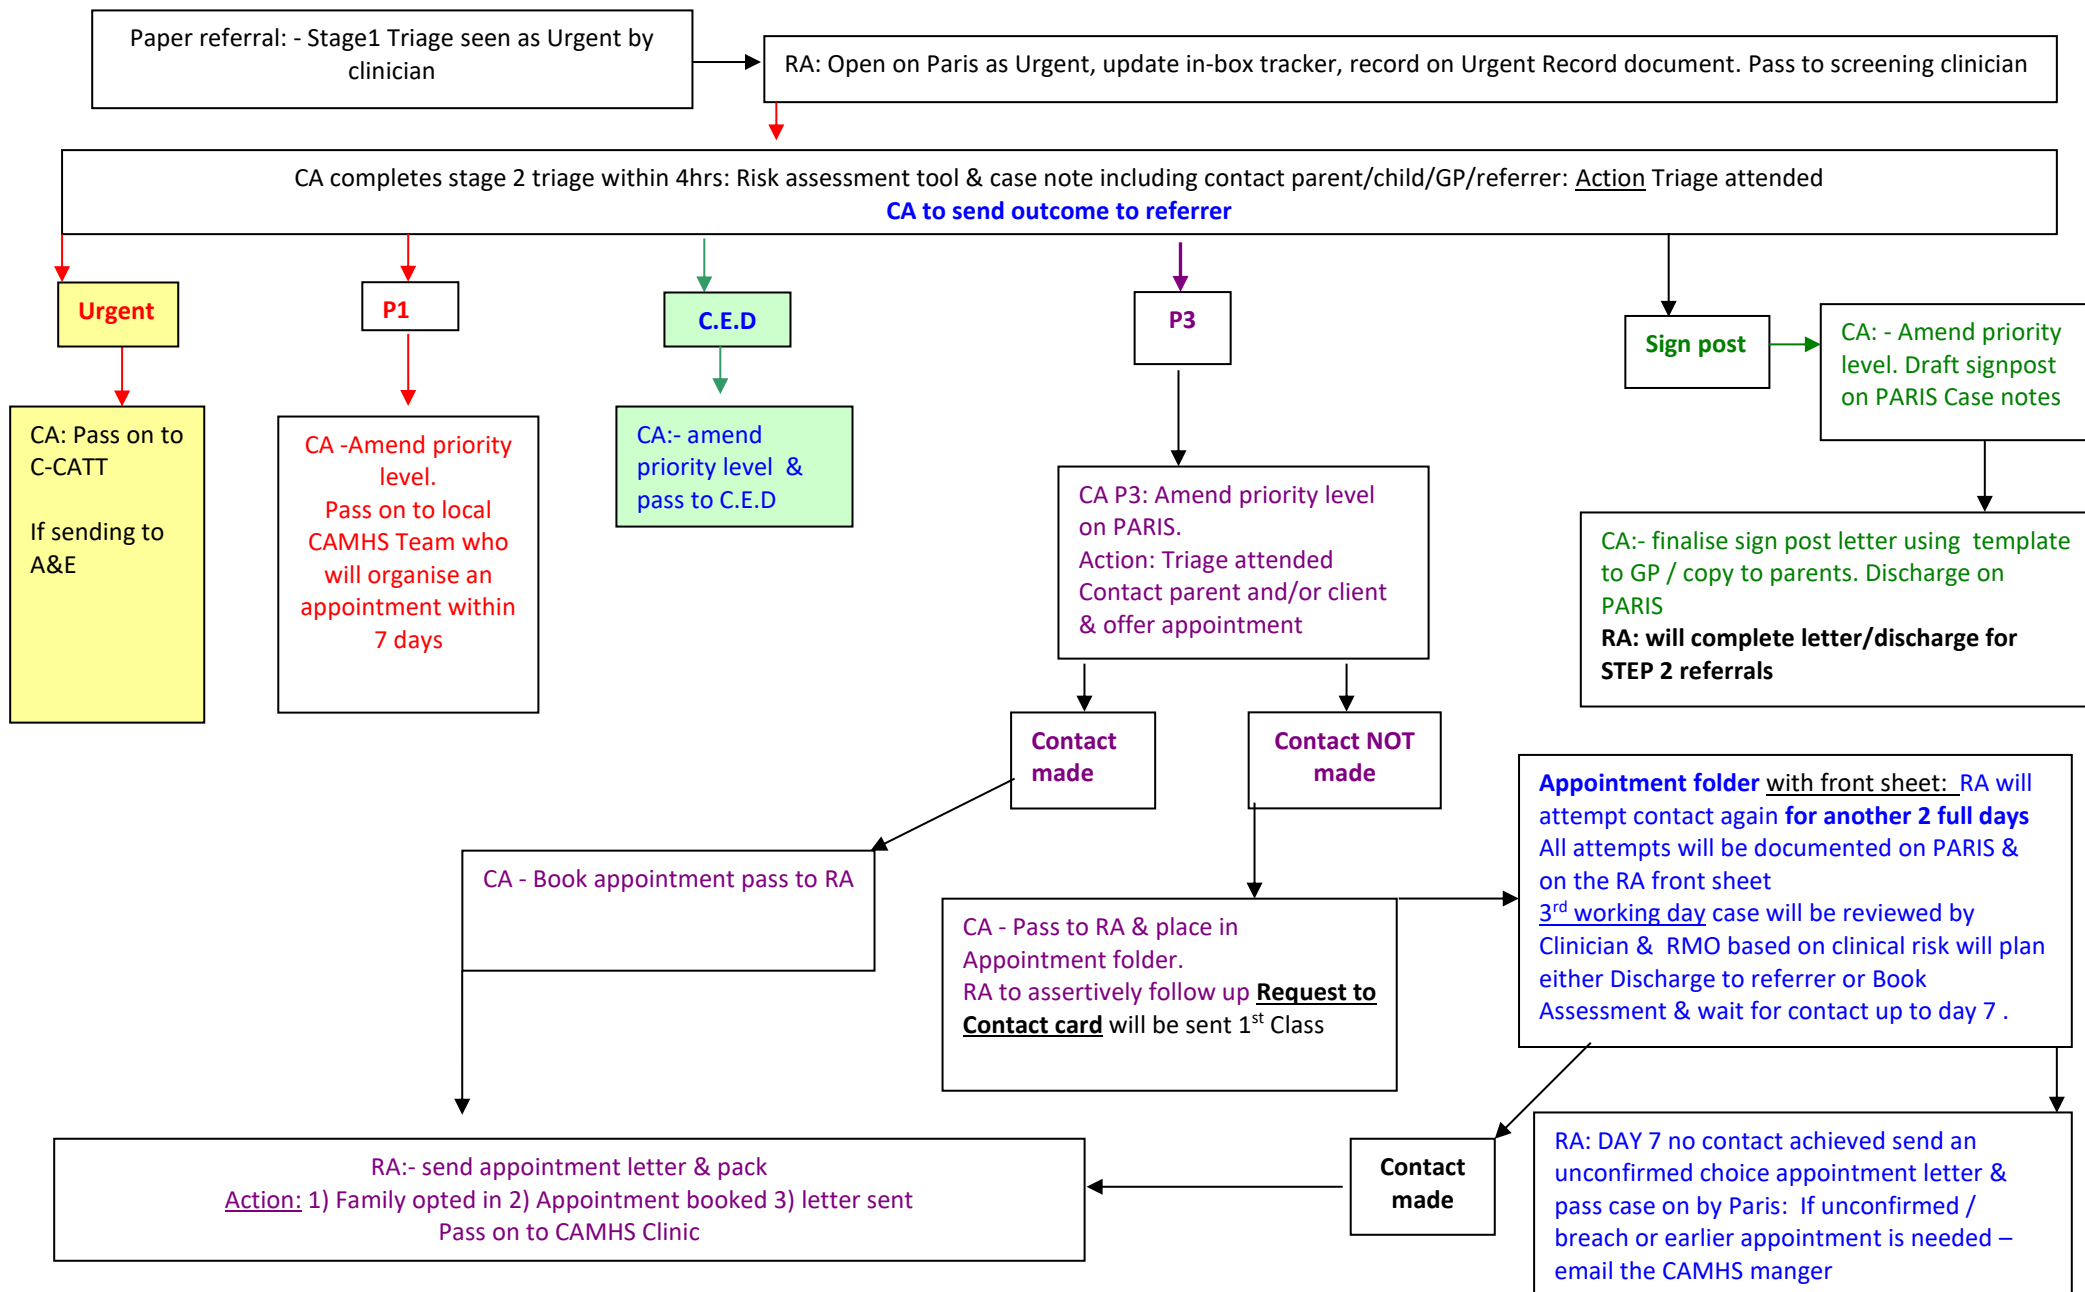 Paper referral: - Stage1 Triage seen as Urgent by
clinician
RA: Open on Paris as Urgent, update in-box tracker, record on Urgent Record document. Pass to screening clinician
CA completes stage 2 triage within 4hrs: Risk assessment tool & case note including contact parent/child/GP/referrer: Action Triage attended
CA to send outcome to referrer
Urgent
P1
C.E.D
P3
Sign post
CA: - Amend priority
level. Draft signpost
on PARIS Case notes
CA: Pass on to
C-CATT
If sending to
A&E
CA -Amend priority
level.
Pass on to local
CAMHS Team who
will organise an
appointment within
7 days
CA:- amend
priority level &
pass to C.E.D
CA P3: Amend priority level
on PARIS.
Action: Triage attended
Contact parent and/or client
& offer appointment
CA:- finalise sign post letter using template
to GP / copy to parents. Discharge on
PARIS
RA: will complete letter/discharge for
STEP 2 referrals
Contact
made
Contact NOT
made
Appointment folder with front sheet: RA will
attempt contact again for another 2 full days
All attempts will be documented on PARIS &
on the RA front sheet
3rd working day case will be reviewed by
Clinician & RMO based on clinical risk will plan
either Discharge to referrer or Book
Assessment & wait for contact up to day 7 .
CA - Book appointment pass to RA
CA - Pass to RA & place in
Appointment folder.
RA to assertively follow up Request to
Contact card will be sent 1st Class
RA:- send appointment letter & pack
Action: 1) Family opted in 2) Appointment booked 3) letter sent
Pass on to CAMHS Clinic
Contact
made
RA: DAY 7 no contact achieved send an
unconfirmed choice appointment letter &
pass case on by Paris: If unconfirmed /
breach or earlier appointment is needed –
email the CAMHS manger